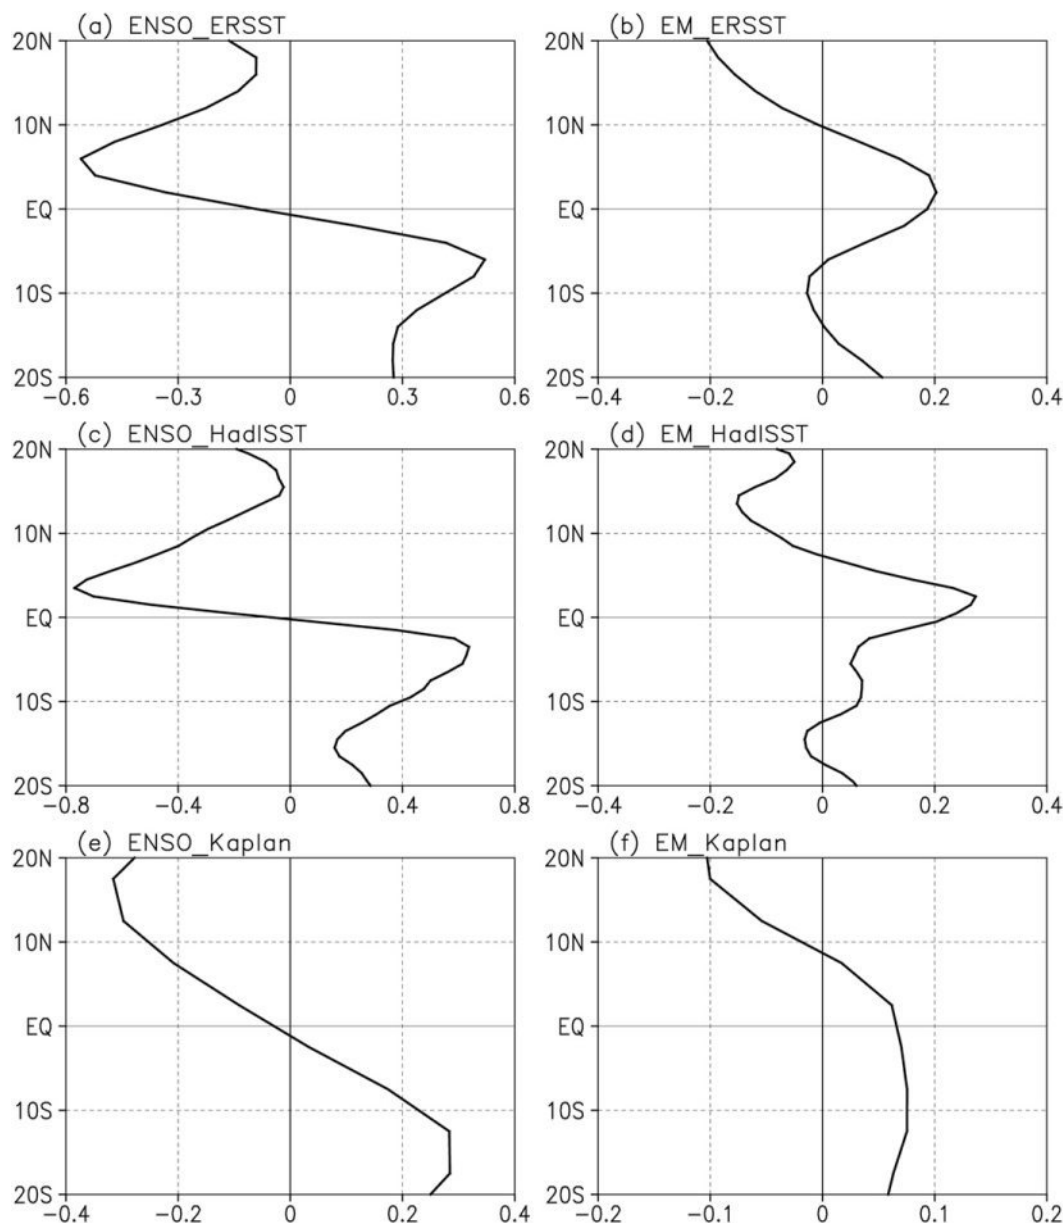 (a) ENSO_ERSST
20N
10N
EQ
10S
20S
-0.6 -0.3 0 0.3 0.6
(b) EM_ERSST
20N
10N
EQ
10S
20S
-0.4 -0.2 0 0.2 0.4
(c) ENSO_HadISST
20N
10N
EQ
10S
20S
-0.8 -0.4 0 0.4 0.8
(d) EM_HadISST
20N
10N
EQ
10S
20S
-0.4 -0.2 0 0.2 0.4
(e) ENSO_Kaplan
20N
10N
EQ
10S
20S
-0.4 -0.2 0 0.2 0.4
(f) EM_Kaplan
20N
10N
EQ
10S
20S
-0.2 -0.1 0 0.1 0.2